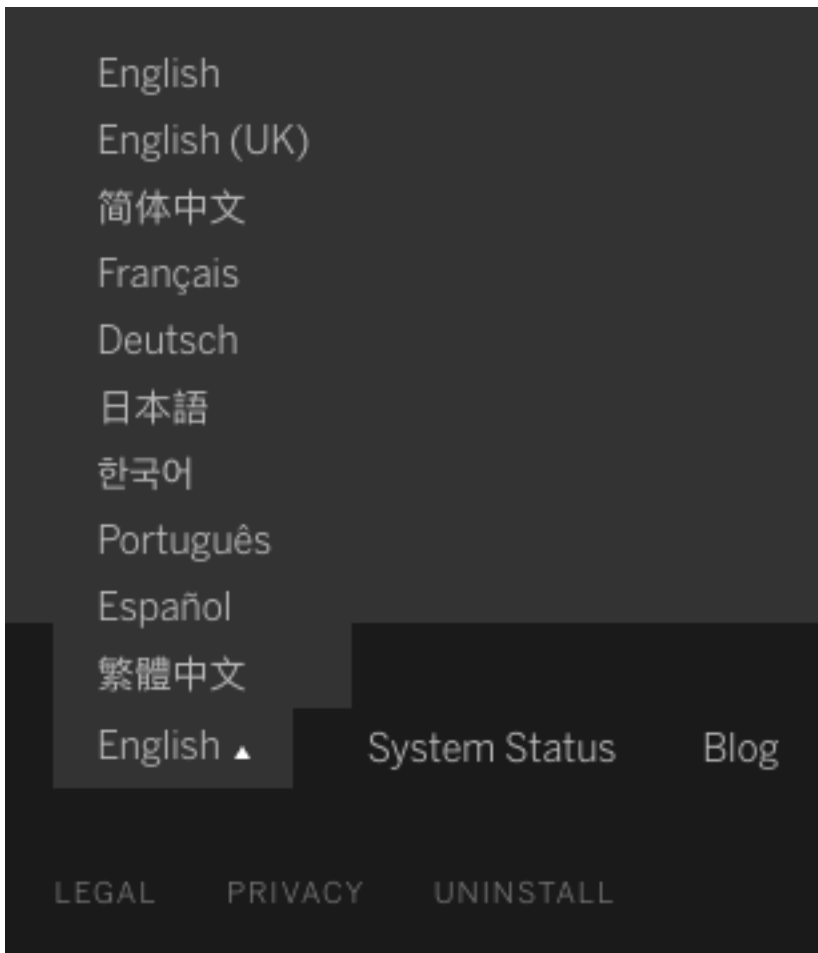 English
English (UK)
简体中文
Français
Deutsch
日本語
한국어
Português
Español
繁體中文
English ▲ System Status Blog
LEGAL PRIVACY UNINSTALL